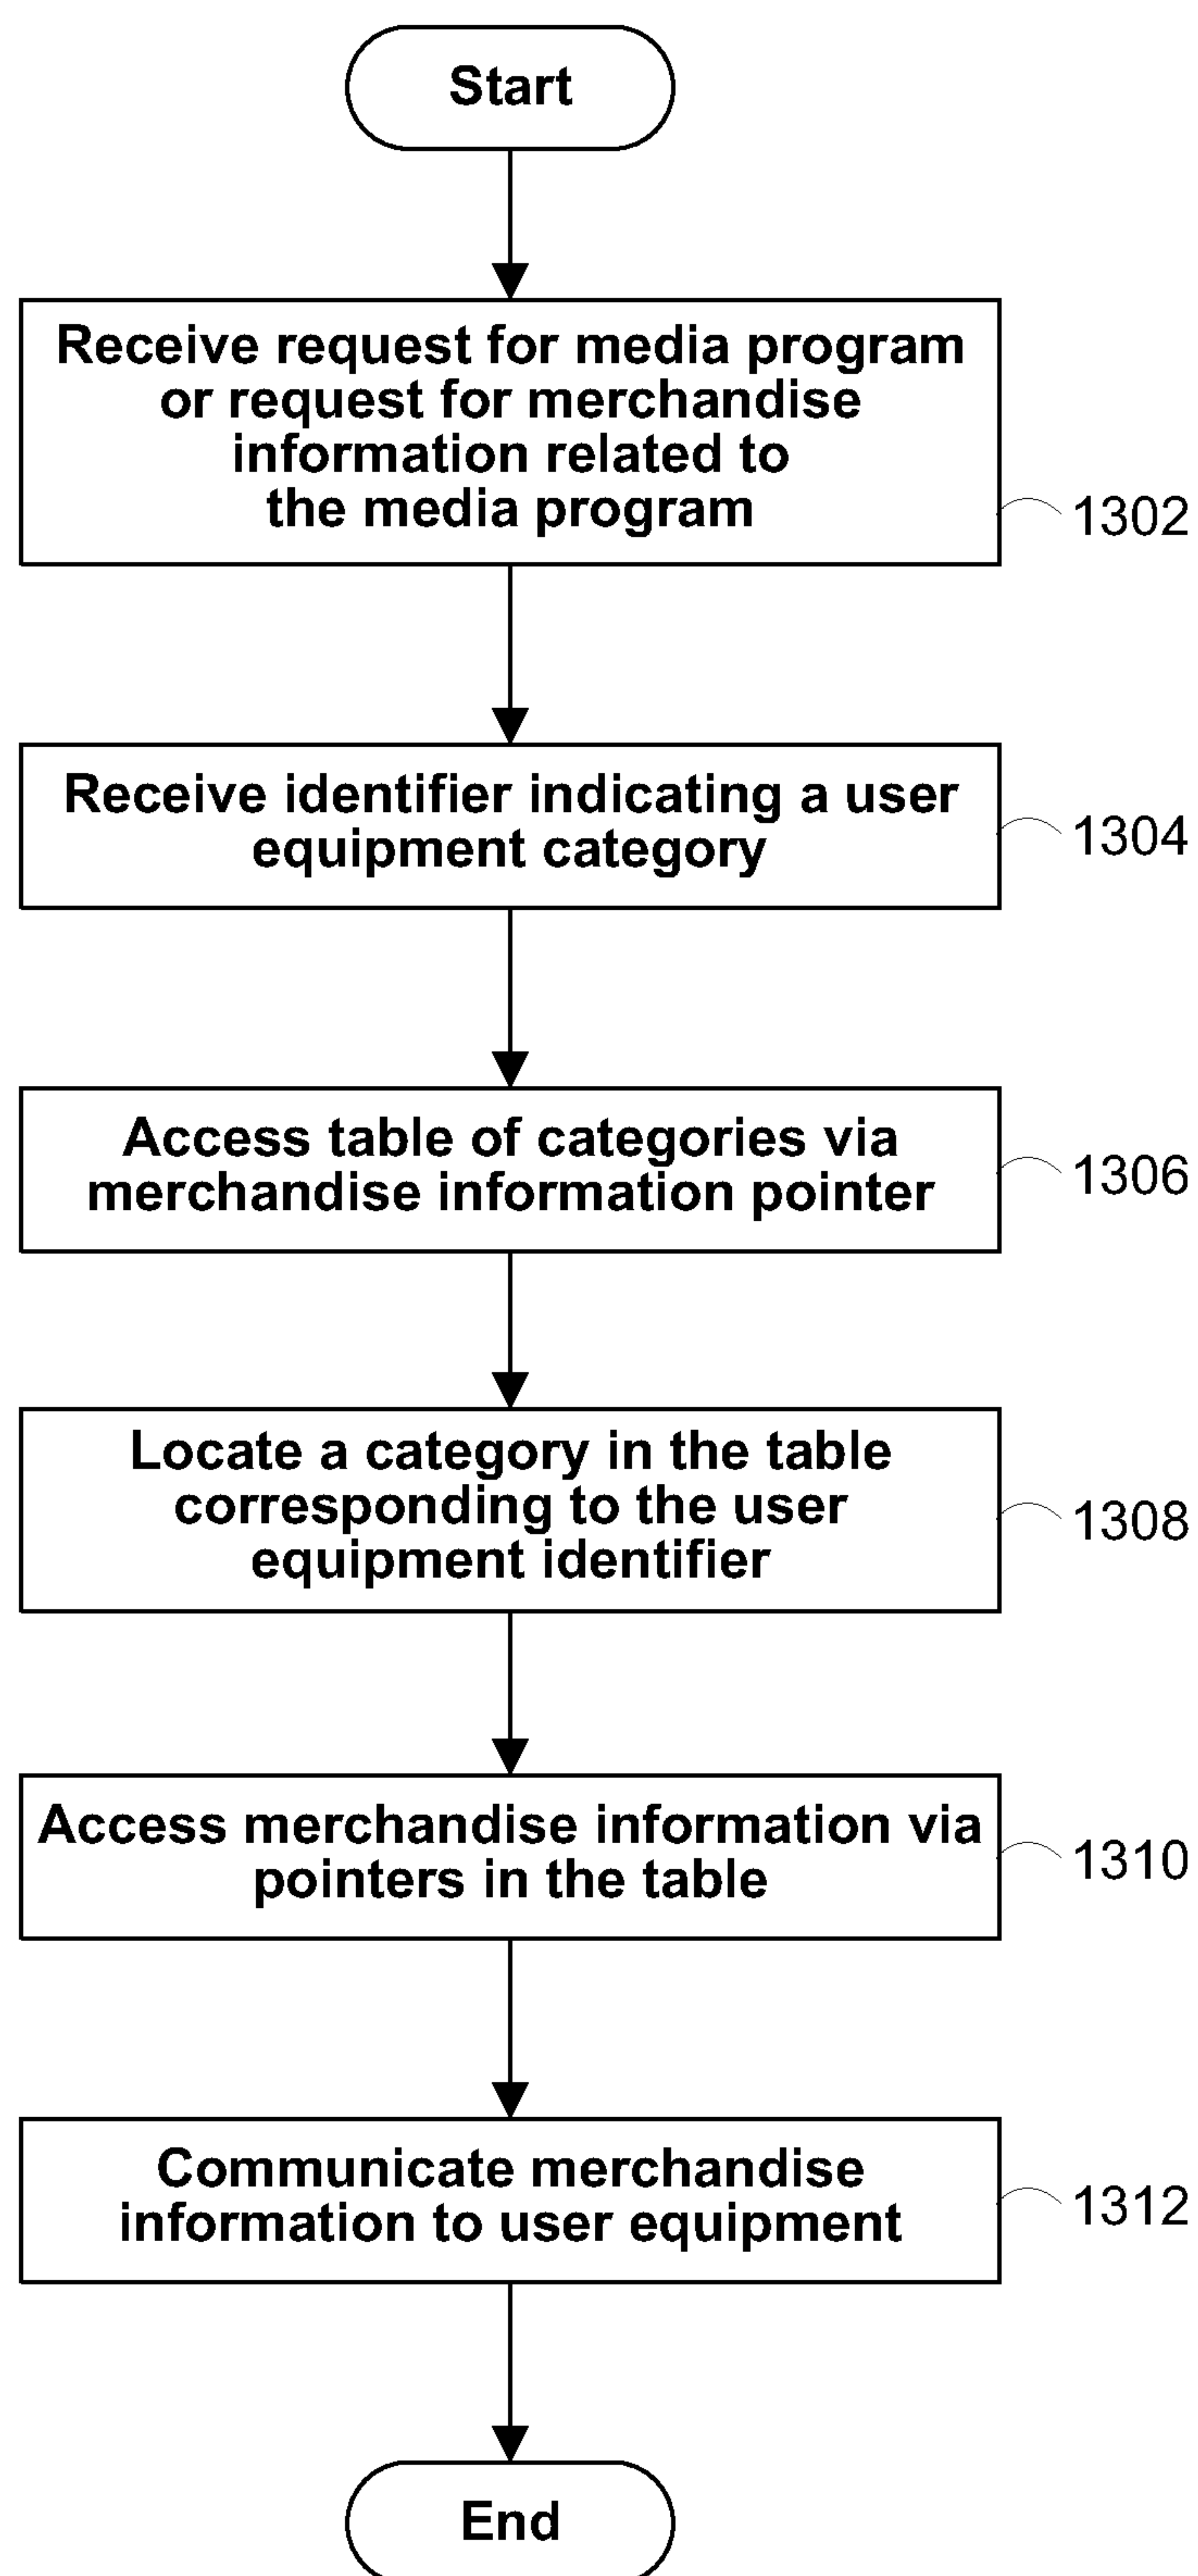 Start
Receive request for media program
or request for merchandise
information related to
the media program
1302
Receive identifier indicating a user
equipment category
1304
Access table of categories via
merchandise information pointer
1306
Locate a category in the table
corresponding to the user
equipment identifier
1308
Access merchandise information via
pointers in the table
1310
Communicate merchandise
information to user equipment
1312
End